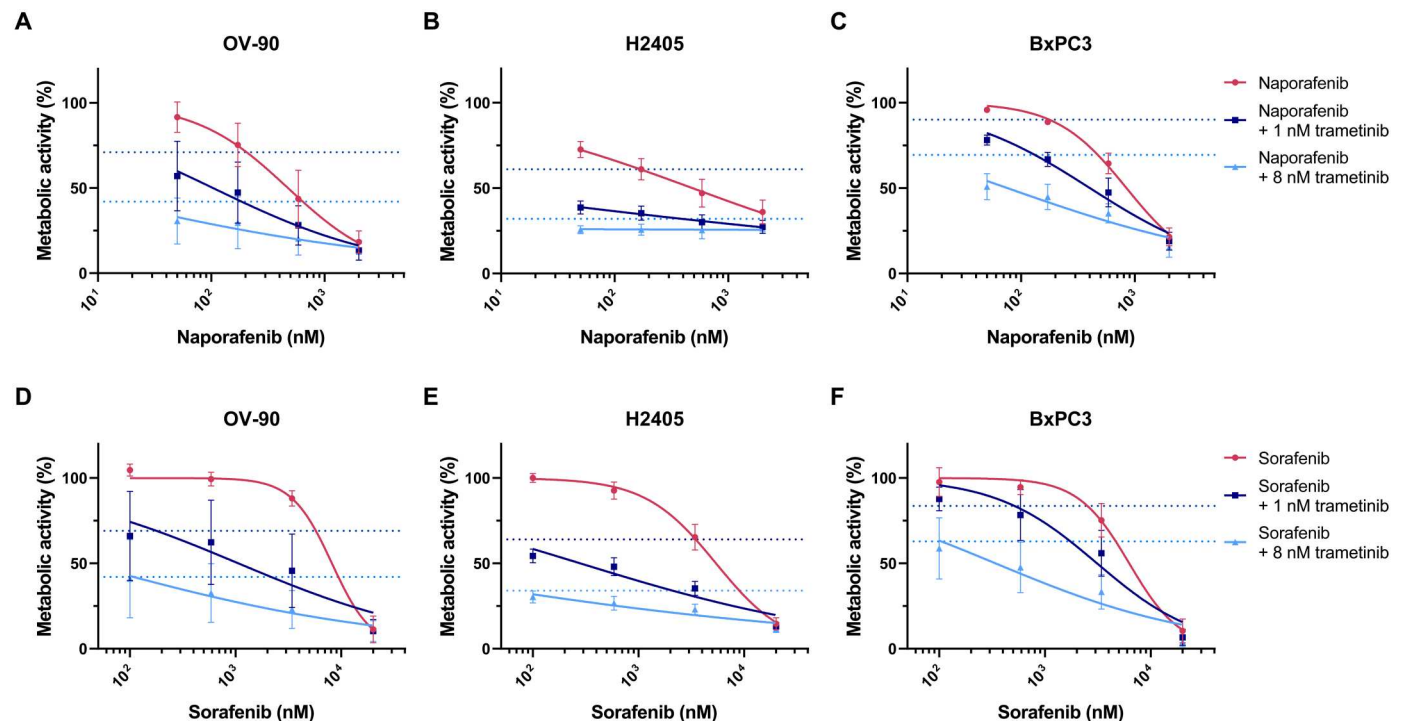 A
OV-90
Metabolic activity (%)
100
50
0
10¹
10²
10³
Naporafenib (nM)
B
H2405
Metabolic activity (%)
100
50
0
10¹
10²
10³
Naporafenib (nM)
C
BxPC3
Metabolic activity (%)
100
50
0
10¹
10²
10³
Naporafenib (nM)
Naporafenib
Naporafenib
+ 1 nM trametinib
Naporafenib
+ 8 nM trametinib
D
OV-90
Metabolic activity (%)
100
50
0
10²
10³
10⁴
Sorafenib (nM)
E
H2405
Metabolic activity (%)
100
50
0
10²
10³
10⁴
Sorafenib (nM)
F
BxPC3
Metabolic activity (%)
100
50
0
10²
10³
10⁴
Sorafenib (nM)
Sorafenib
Sorafenib
+ 1 nM trametinib
Sorafenib
+ 8 nM trametinib